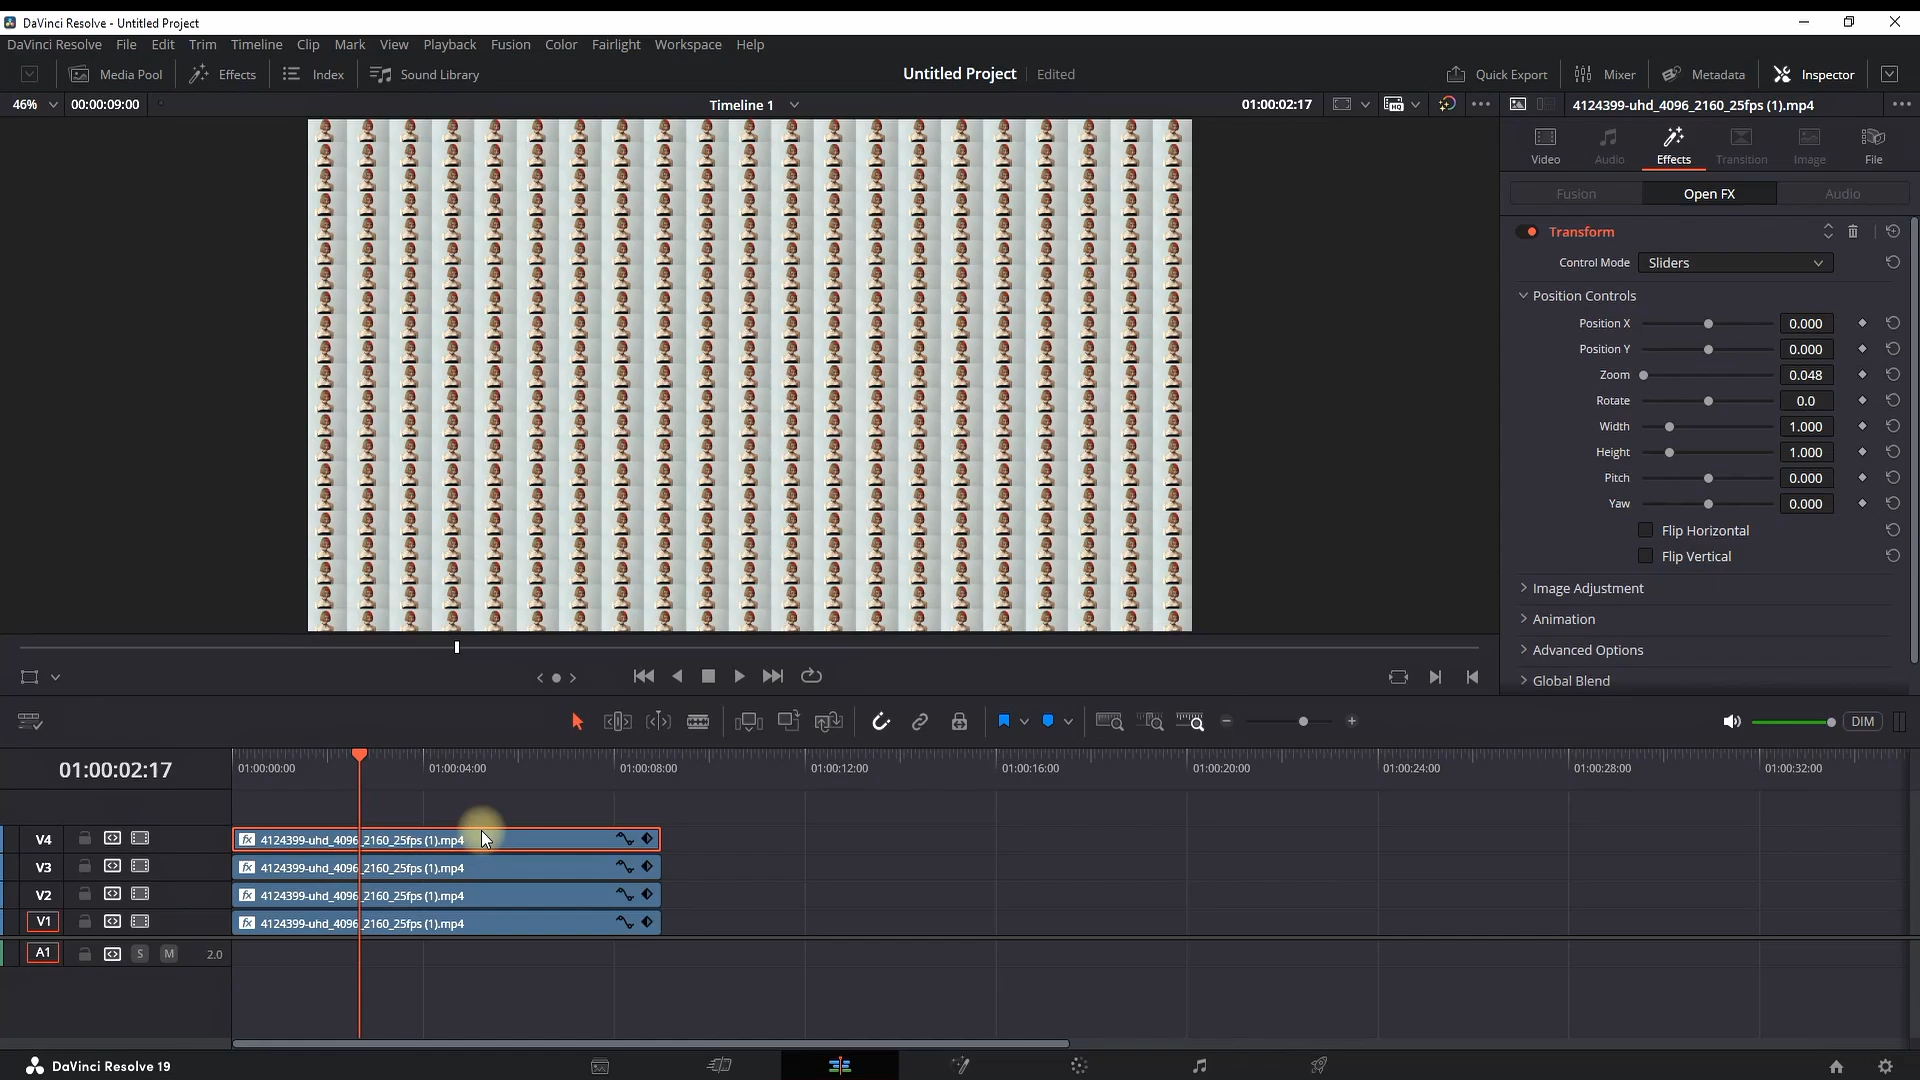 DaVinci Resolve - Untitled Project
DaVinci Resolve File Edit Trim Timeline Clip Mark View Playback Fusion Color Fairlight Workspace Help
Media Pool Effects Index Sound Library Untitled Project Edited Quick Export Mixer Metadata Inspector
46% 00:00:09:00 Timeline 1 01:00:02:17 4124399-uhd_4096_2160_25fps (1).mp4
Video Audio Effects Transition Image File
Fusion Open FX Audio
Transform
Control Mode Sliders
Position Controls
Position X 0.000
Position Y 0.000
Zoom 0.048
Rotate 0.0
Width 1.000
Height 1.000
Pitch 0.000
Yaw 0.000
Flip Horizontal
Flip Vertical
Image Adjustment
Animation
Advanced Options
Global Blend
DIM
01:00:02:17 01:00:00:00 01:00:04:00 01:00:08:00 01:00:12:00 01:00:16:00 01:00:20:00 01:00:24:00 01:00:28:00 01:00:32:00
V4 fx 4124399-uhd_4096_2160_25fps (1).mp4
V3 fx 4124399-uhd_4096_2160_25fps (1).mp4
V2 fx 4124399-uhd_4096_2160_25fps (1).mp4
V1 fx 4124399-uhd_4096_2160_25fps (1).mp4
A1 S M 2.0
DaVinci Resolve 19